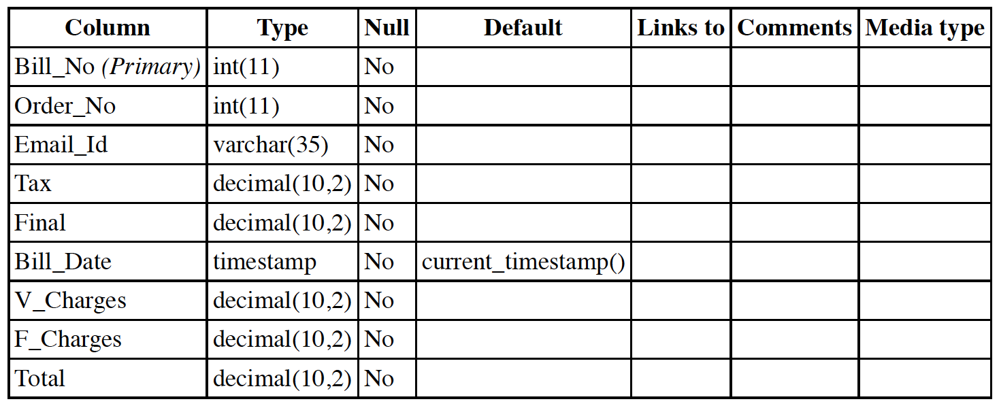 Column Type Null Default Links to Comments Media type
Bill_No (Primary) int(11) No
Order_No int(11) No
Email_Id varchar(35) No
Tax decimal(10,2) No
Final decimal(10,2) No
Bill_Date timestamp No current_timestamp()
V_Charges decimal(10,2) No
F_Charges decimal(10,2) No
Total decimal(10,2) No